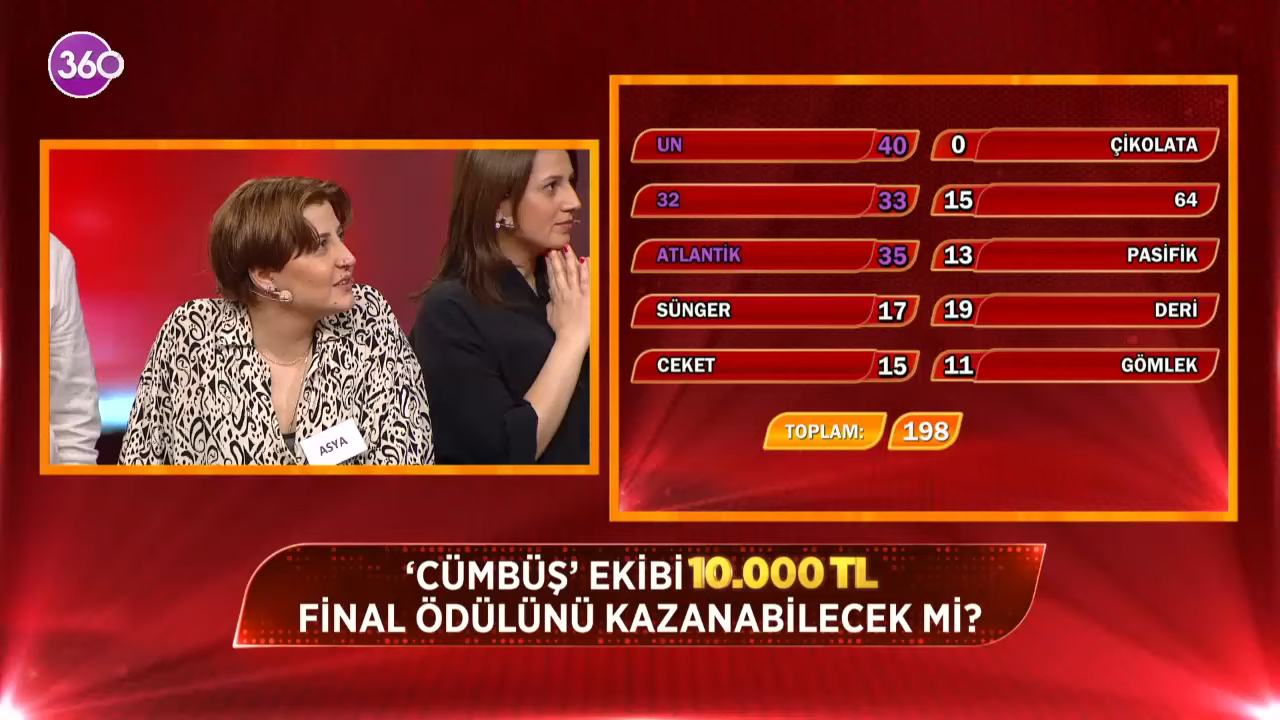 360
UN 40 0 ÇİKOLATA
32 33 15 64
ATLANTİK 35 13 PASİFİK
SÜNGER 17 19 DERİ
CEKET 15 11 GÖMLEK
TOPLAM: 198
ASYA
‘CÜMBÜŞ’ EKİBİ 10.000 TL
FİNAL ÖDÜLÜNÜ KAZANABİLECEK Mİ?